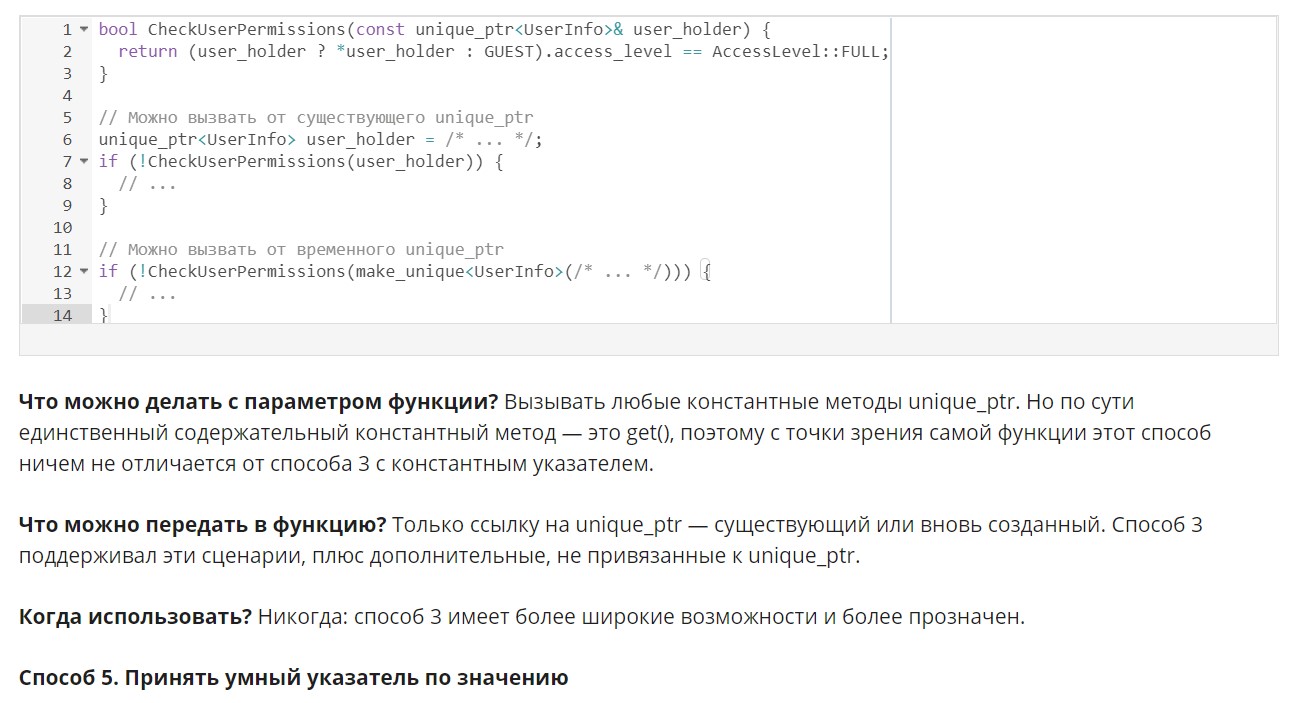 1 bool CheckUserPermissions(const unique_ptr<UserInfo>& user_holder) {
2   return (user_holder ? *user_holder : GUEST).access_level == AccessLevel::FULL;
3 }
4
5 // Можно вызвать от существующего unique_ptr
6 unique_ptr<UserInfo> user_holder = /* ... */;
7 if (!CheckUserPermissions(user_holder)) {
8   // ...
9 }
10
11 // Можно вызвать от временного unique_ptr
12 if (!CheckUserPermissions(make_unique<UserInfo>(/* ... */))) {
13   // ...
14 }
Что можно делать с параметром функции? Вызывать любые константные методы unique_ptr. Но по сути
единственный содержательный константный метод — это get(), поэтому с точки зрения самой функции этот способ
ничем не отличается от способа 3 с константным указателем.
Что можно передать в функцию? Только ссылку на unique_ptr — существующий или вновь созданный. Способ 3
поддерживал эти сценарии, плюс дополнительные, не привязанные к unique_ptr.
Когда использовать? Никогда: способ 3 имеет более широкие возможности и более прозначен.
Способ 5. Принять умный указатель по значению